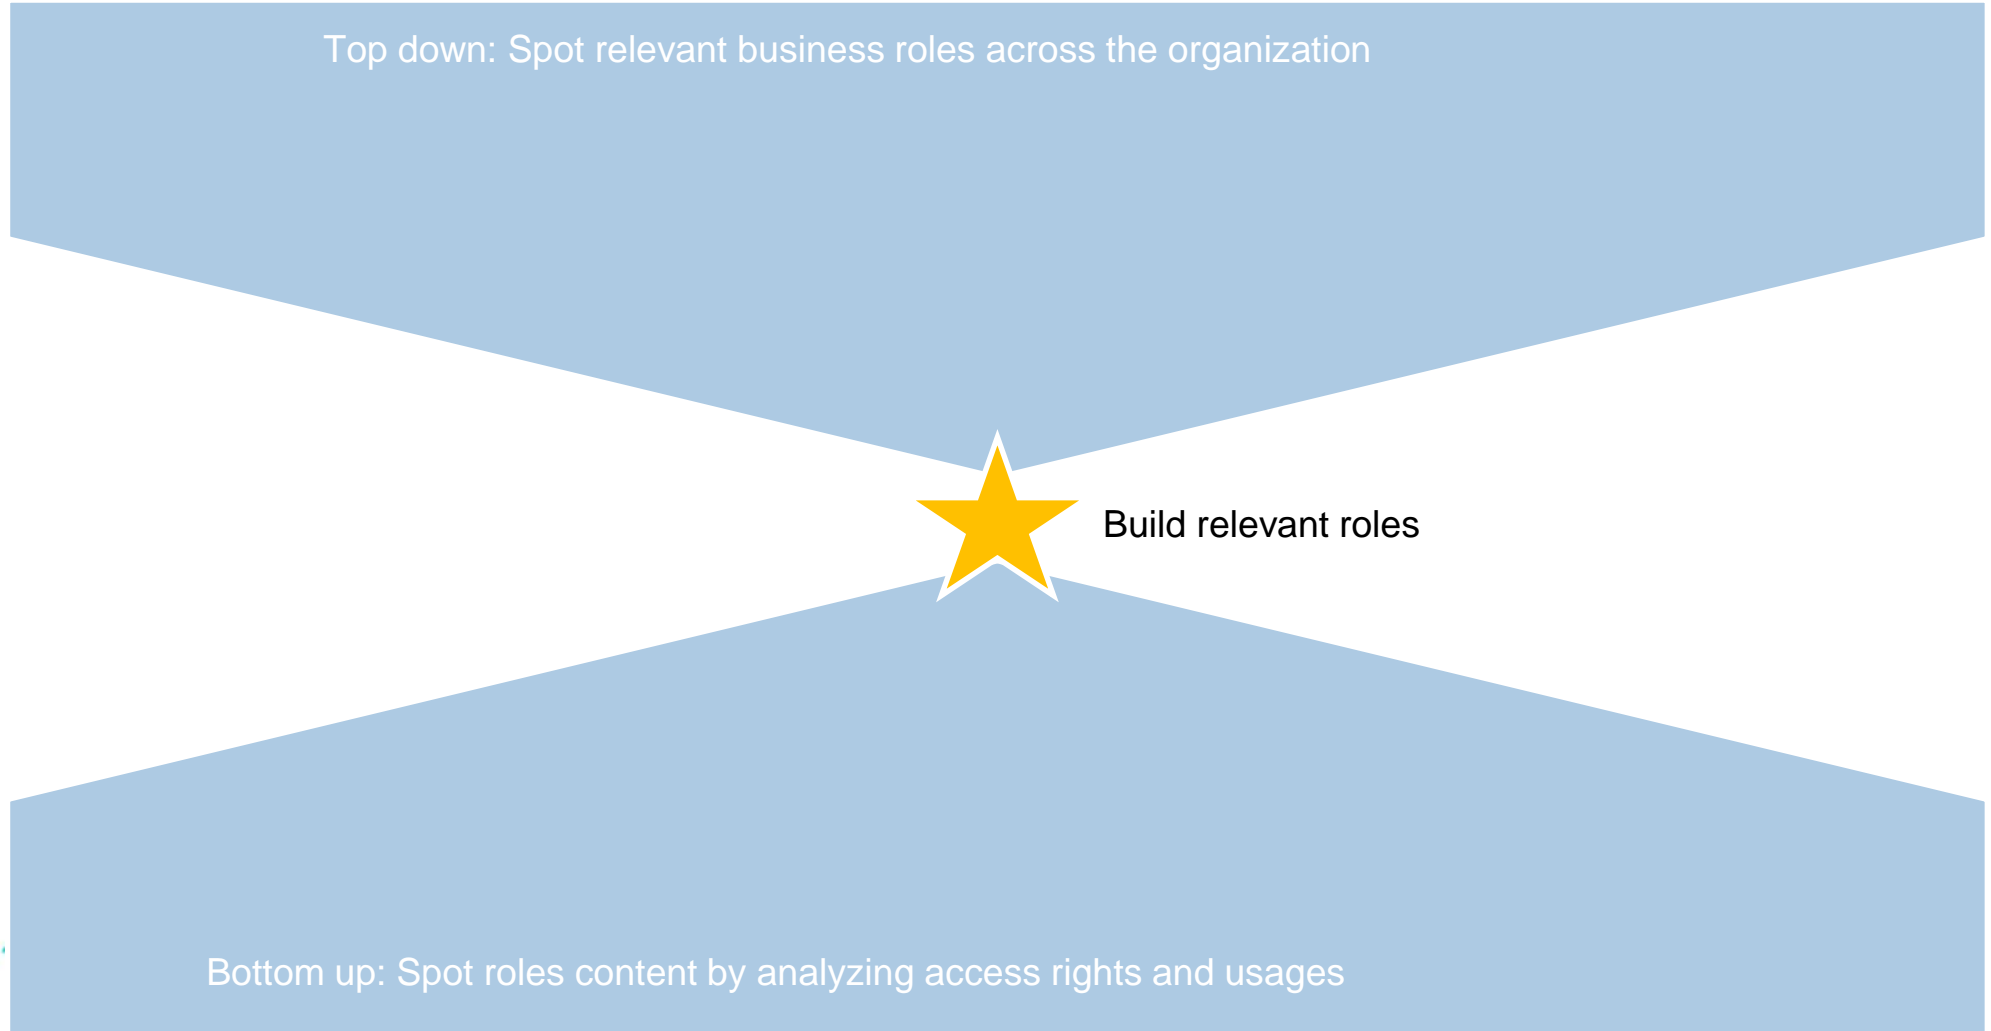 Top down: Spot relevant business roles across the organization
Build relevant roles
Bottom up: Spot roles content by analyzing access rights and usages